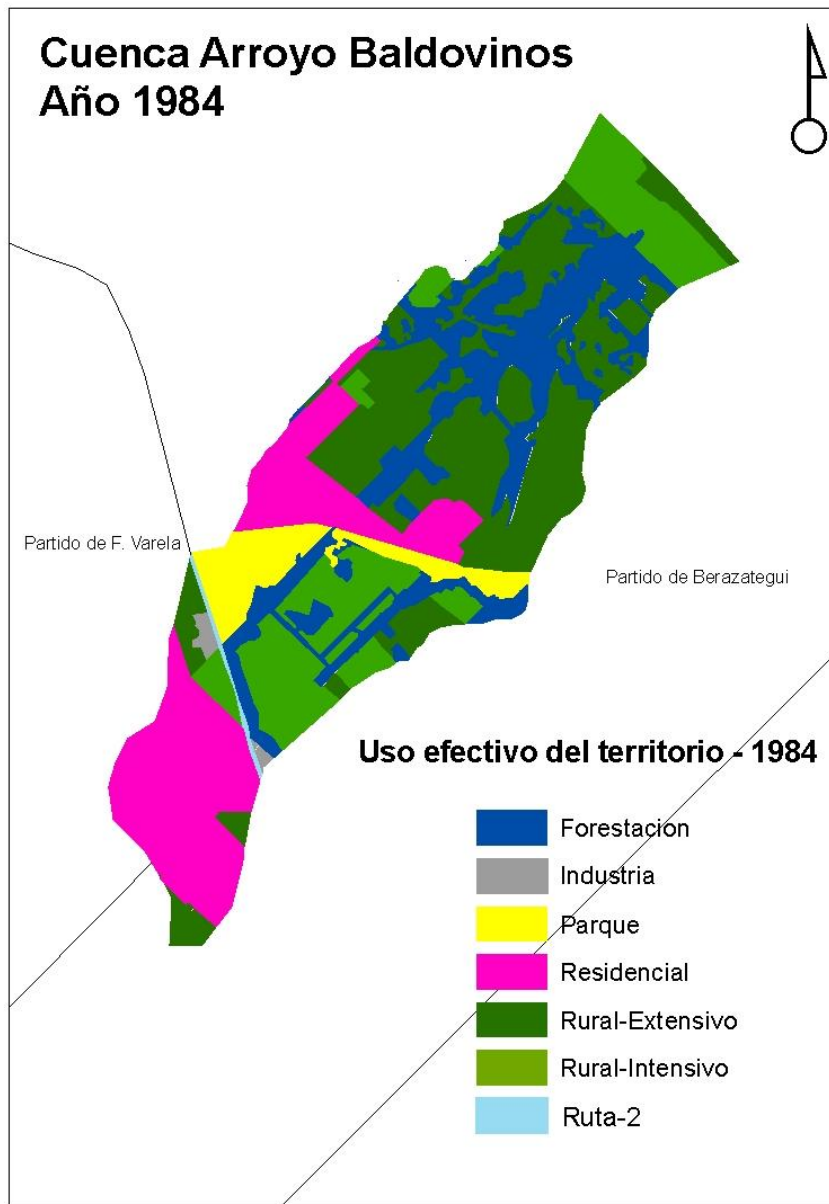 Cuenca Arroyo Baldovinos
Año 1984
Partido de F. Varela
Partido de Berazategui
Uso efectivo del territorio - 1984
Forestacion
Industria
Parque
Residencial
Rural-Extensivo
Rural-Intensivo
Ruta-2